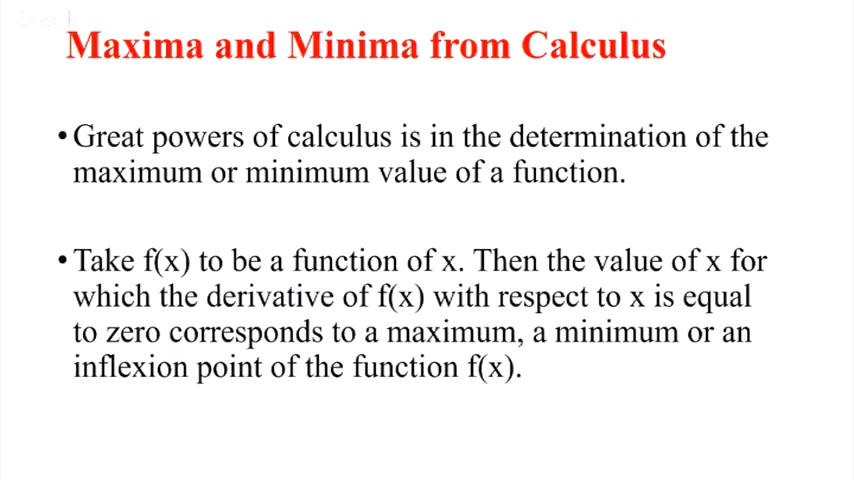 Maxima and Minima from Calculus
•Great powers of calculus is in the determination of the
maximum or minimum value of a function.
•Take f(x) to be a function of x. Then the value of x for
which the derivative of f(x) with respect to x is equal
to zero corresponds to a maximum, a minimum or an
inflexion point of the function f(x).